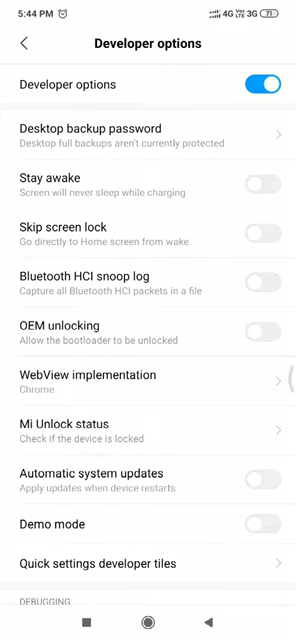 5:44 PM 4G Vo LTE 3G 71
Developer options
Developer options
Desktop backup password
Desktop full backups aren't currently protected
Stay awake
Screen will never sleep while charging
Skip screen lock
Go directly to Home screen from wake
Bluetooth HCI snoop log
Capture all Bluetooth HCI packets in a file
OEM unlocking
Allow the bootloader to be unlocked
WebView implementation
Chrome
Mi Unlock status
Check if the device is locked
Automatic system updates
Apply updates when device restarts
Demo mode
Quick settings developer tiles
DEBUGGING